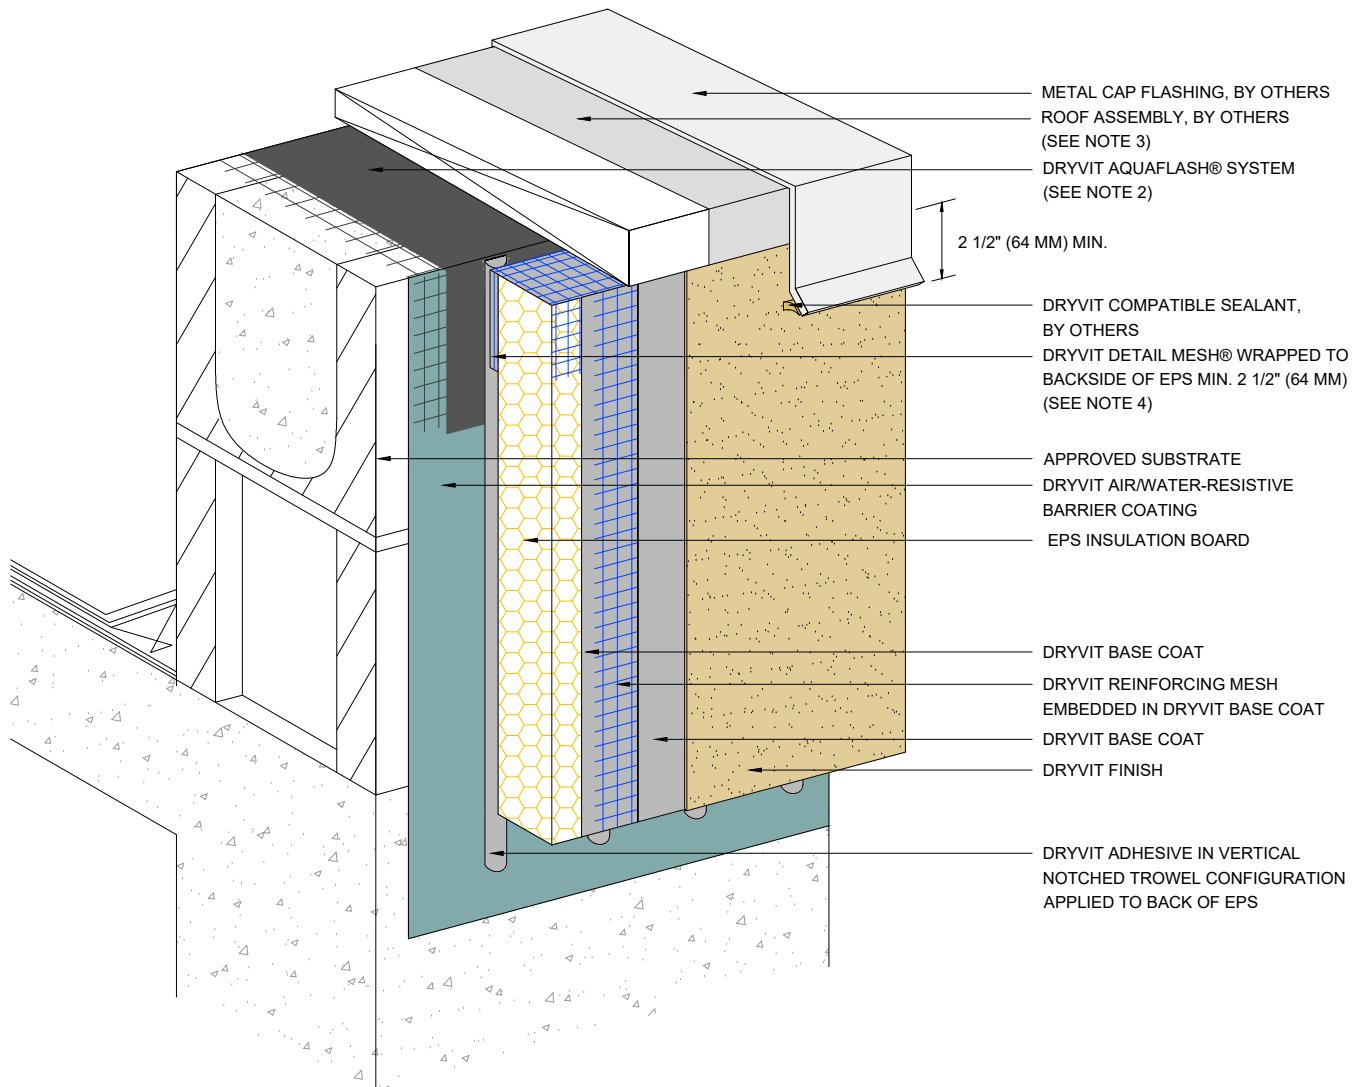 METAL CAP FLASHING, BY OTHERS
ROOF ASSEMBLY, BY OTHERS
(SEE NOTE 3)
DRYVIT AQUAFLASH® SYSTEM
(SEE NOTE 2)
2 1/2" (64 MM) MIN.
DRYVIT COMPATIBLE SEALANT,
BY OTHERS
DRYVIT DETAIL MESH® WRAPPED TO
BACKSIDE OF EPS MIN. 2 1/2" (64 MM)
(SEE NOTE 4)
APPROVED SUBSTRATE
DRYVIT AIR/WATER-RESISTIVE
BARRIER COATING
EPS INSULATION BOARD
DRYVIT BASE COAT
DRYVIT REINFORCING MESH
EMBEDDED IN DRYVIT BASE COAT
DRYVIT BASE COAT
DRYVIT FINISH
DRYVIT ADHESIVE IN VERTICAL
NOTCHED TROWEL CONFIGURATION
APPLIED TO BACK OF EPS